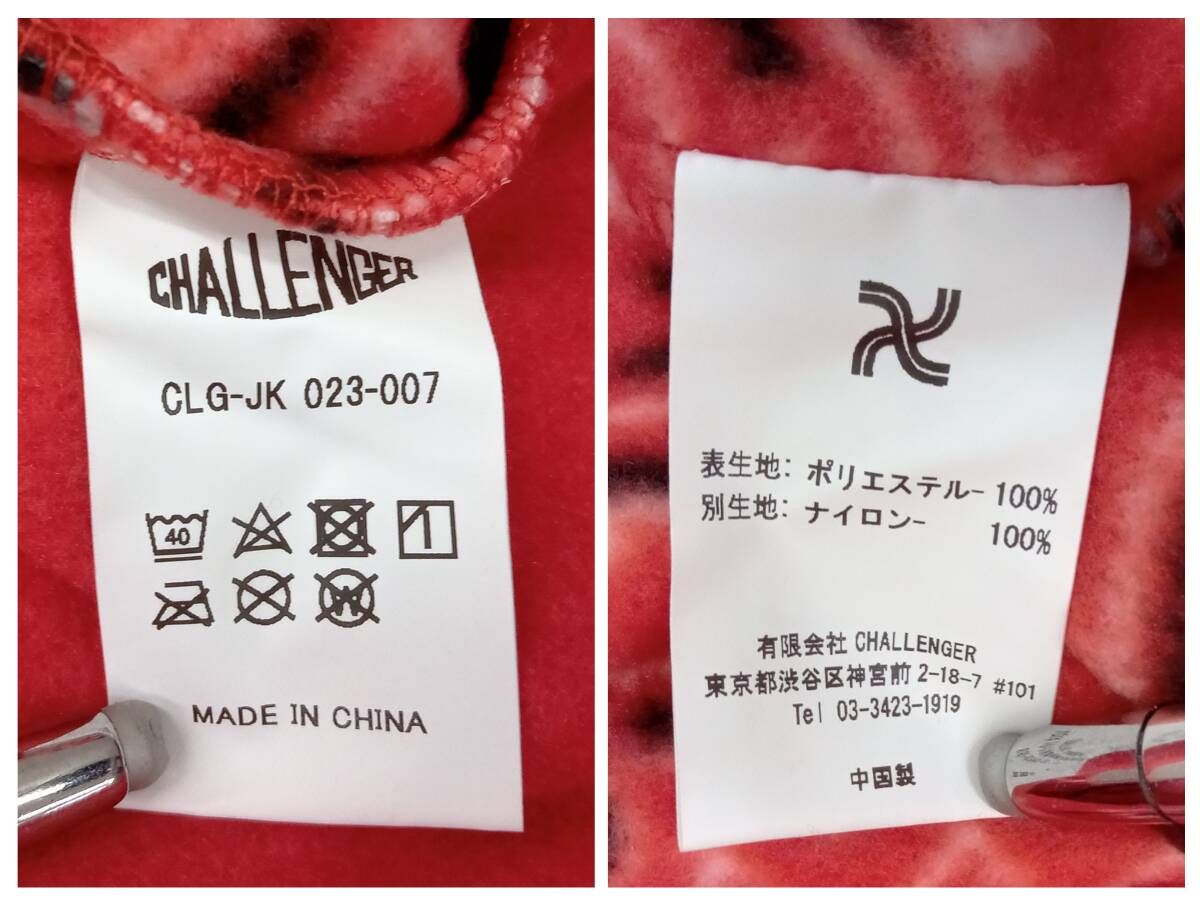 CHALLENGER
CLG-JK 023-007
40
W
MADE IN CHINA
表生地: ポリエステル- 100%
別生地: ナイロン- 100%
有限会社 CHALLENGER
東京都渋谷区神宮前 2-18-7 #101
Tel 03-3423-1919
中国製